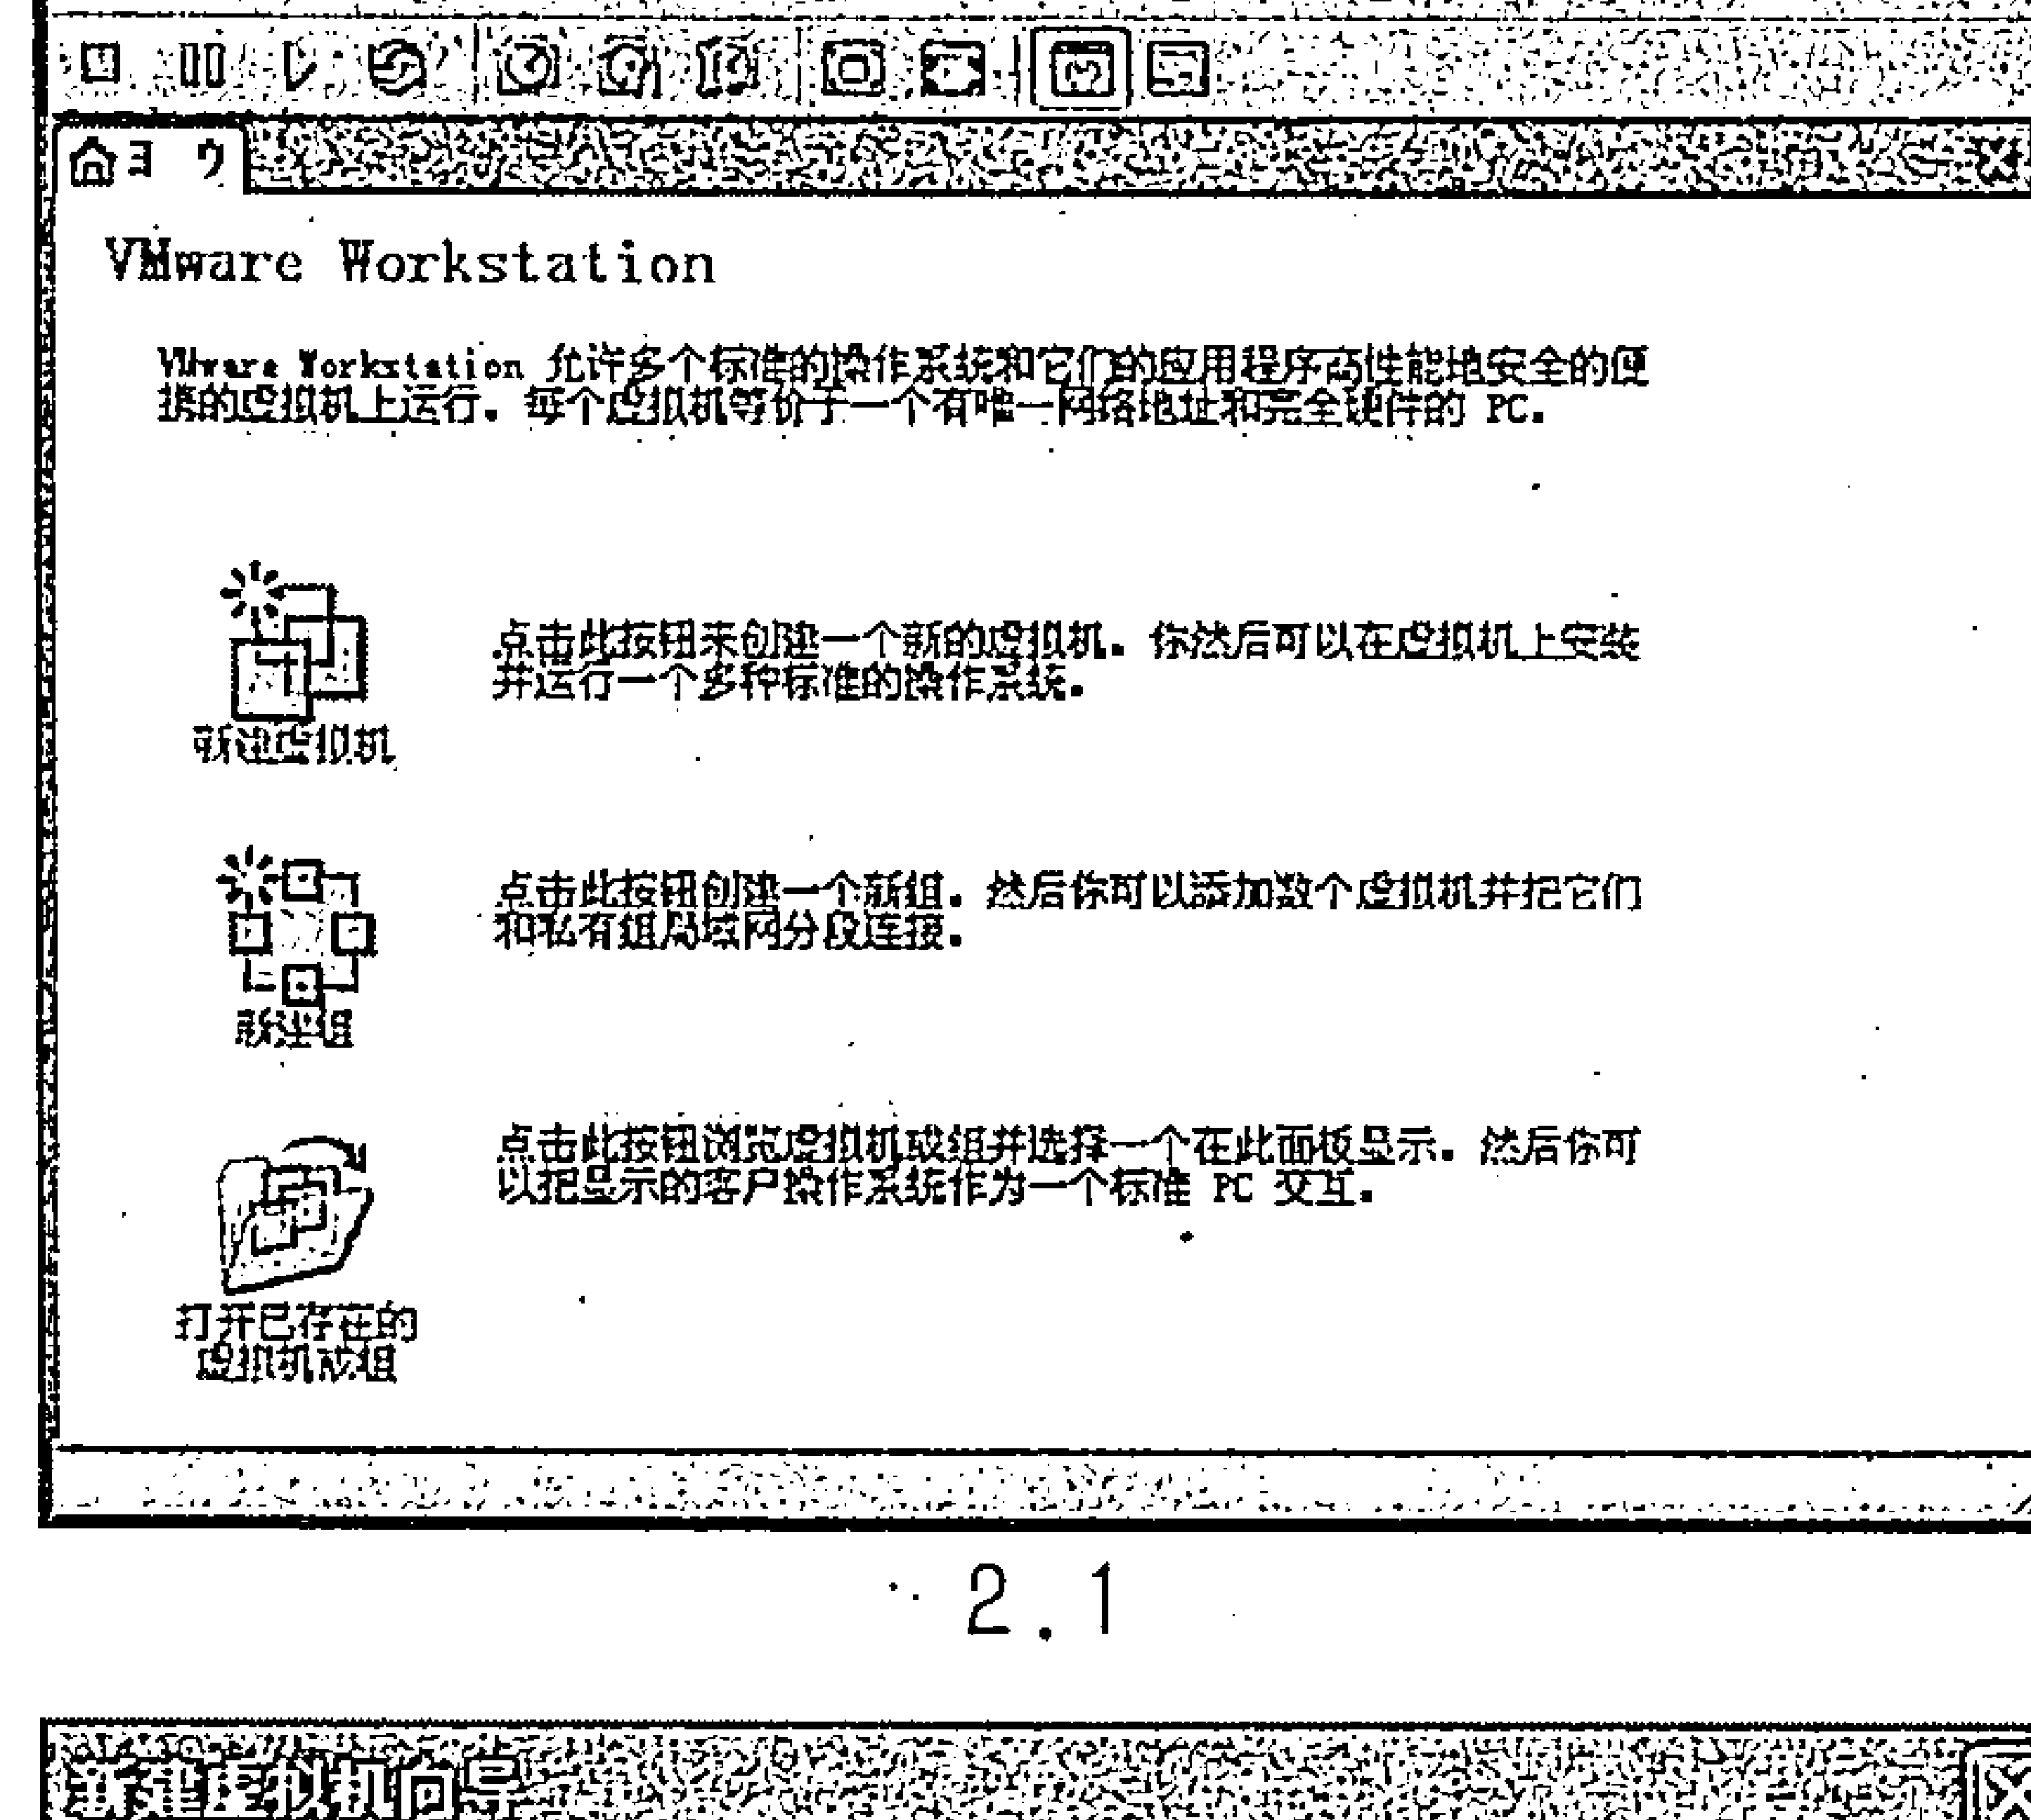 VMware Workstation
VMware Workstation 允许多个标准的操作系统和它们的应用程序高性能地安全的便
携的虚拟机上运行. 每个虚拟机等价于一个有唯一网络地址和完全硬件的 PC.
点击此按钮来创建一个新的虚拟机. 你然后可以在虚拟机上安装
并运行一个多种标准的操作系统.
新建虚拟机
点击此按钮创建一个新组. 然后你可以添加数个虚拟机并把它们
和私有组局域网分段连接.
新建组
点击此按钮浏览虚拟机或组并选择一个在此面板显示. 然后你可
以把显示的客户操作系统作为一个标准 PC 交互.
打开已存在的
虚拟机或组
2.1
新建虚拟机向导